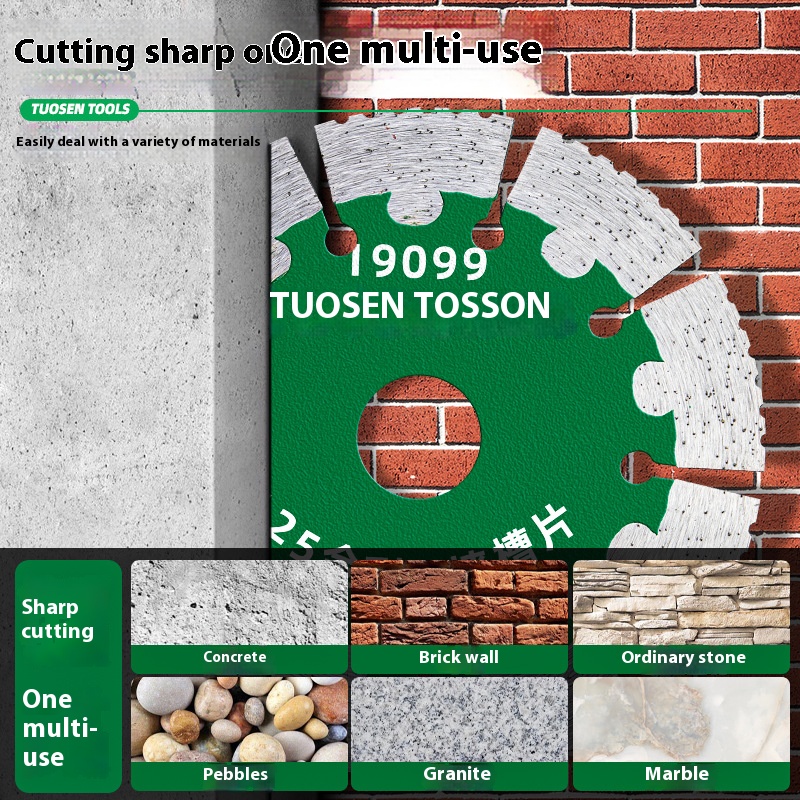 Cutting sharp
One multi-use
TUOSEN TOOLS
Easily deal with a variety of materials
19099
TUOSEN TOSSON
25
槽片
Sharp
cutting
One
multi-
use
Concrete
Brick wall
Ordinary stone
Pebbles
Granite
Marble